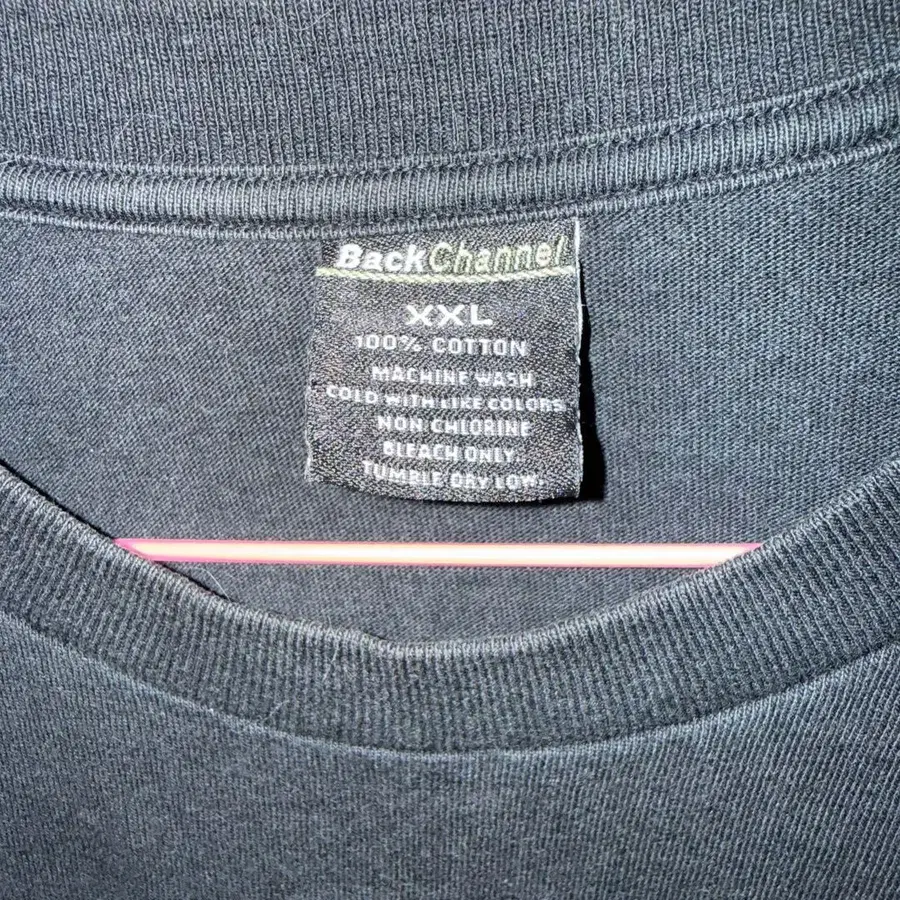 BackChannel
XXL
100% COTTON
MACHINE WASH
COLD WITH LIKE COLORS.
NON CHLORINE
BLEACH ONLY.
TUMBLE DRY LOW.